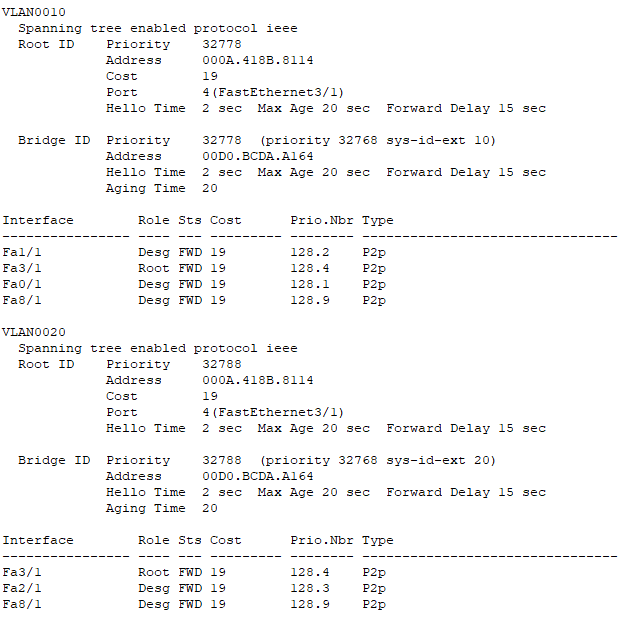 VLAN0010
  Spanning tree enabled protocol ieee
  Root ID    Priority    32778
             Address     000A.418B.8114
             Cost        19
             Port        4(FastEthernet3/1)
             Hello Time  2 sec  Max Age 20 sec  Forward Delay 15 sec

  Bridge ID  Priority    32778  (priority 32768 sys-id-ext 10)
             Address     00D0.BCDA.A164
             Hello Time  2 sec  Max Age 20 sec  Forward Delay 15 sec
             Aging Time  20

Interface        Role Sts Cost      Prio.Nbr Type
---------------- ---- --- --------- -------- --------------------------------
Fa1/1            Desg FWD 19        128.2    P2p
Fa3/1            Root FWD 19        128.4    P2p
Fa0/1            Desg FWD 19        128.1    P2p
Fa8/1            Desg FWD 19        128.9    P2p

VLAN0020
  Spanning tree enabled protocol ieee
  Root ID    Priority    32788
             Address     000A.418B.8114
             Cost        19
             Port        4(FastEthernet3/1)
             Hello Time  2 sec  Max Age 20 sec  Forward Delay 15 sec

  Bridge ID  Priority    32788  (priority 32768 sys-id-ext 20)
             Address     00D0.BCDA.A164
             Hello Time  2 sec  Max Age 20 sec  Forward Delay 15 sec
             Aging Time  20

Interface        Role Sts Cost      Prio.Nbr Type
---------------- ---- --- --------- -------- --------------------------------
Fa3/1            Root FWD 19        128.4    P2p
Fa2/1            Desg FWD 19        128.3    P2p
Fa8/1            Desg FWD 19        128.9    P2p